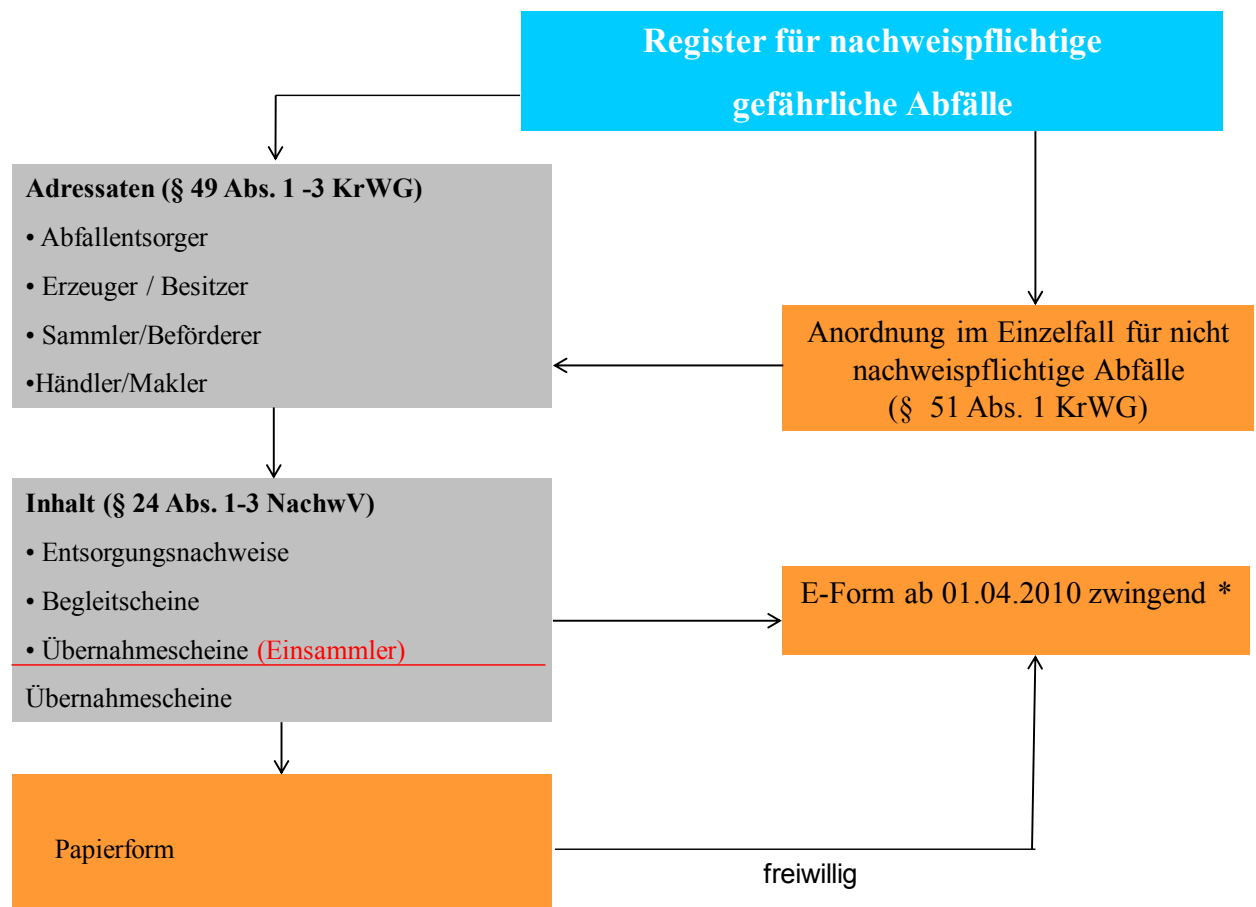 Register für nachweispflichtige
gefährliche Abfälle
Adressaten (§ 49 Abs. 1 -3 KrWG)
• Abfallentsorger
• Erzeuger / Besitzer
• Sammler/Beförderer
•Händler/Makler
Anordnung im Einzelfall für nicht
nachweispflichtige Abfälle
(§ 51 Abs. 1 KrWG)
Inhalt (§ 24 Abs. 1-3 NachwV)
• Entsorgungsnachweise
• Begleitscheine
• Übernahmescheine (Einsammler)
Übernahmescheine
E-Form ab 01.04.2010 zwingend *
Papierform
freiwillig